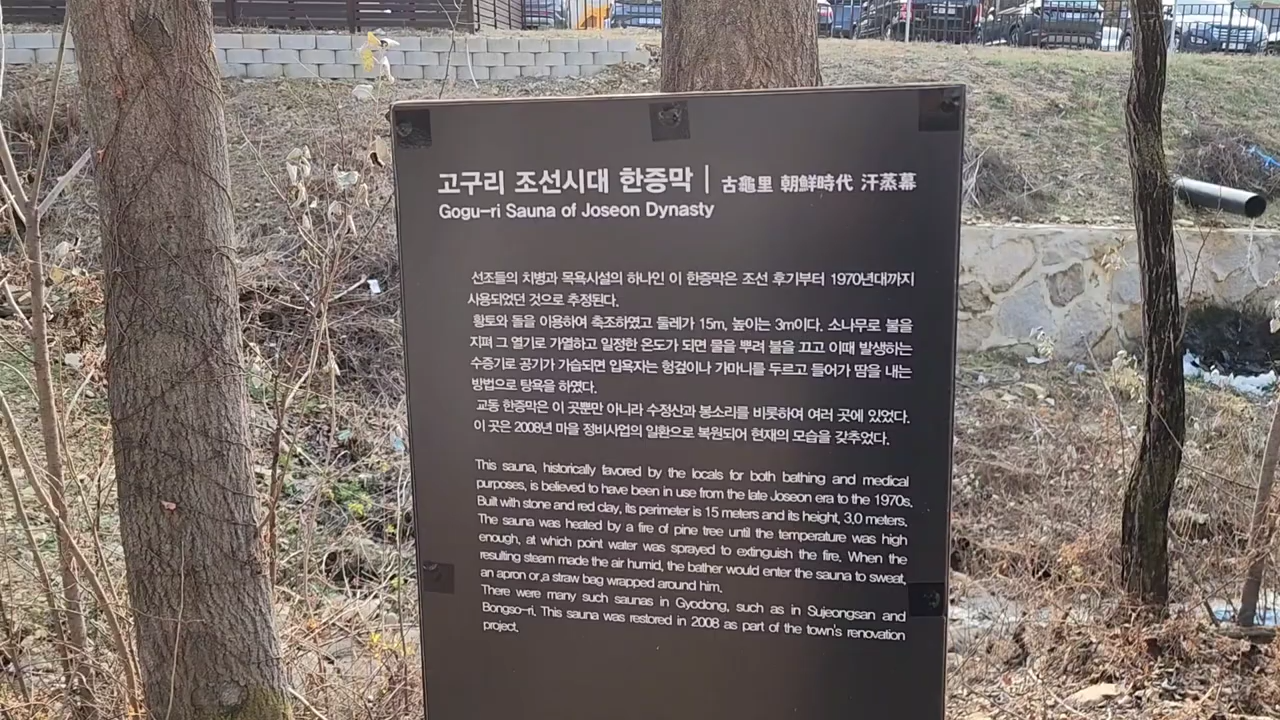 고구리 조선시대 한증막 | 古龜里 朝鮮時代 汗蒸幕
Gogu-ri Sauna of Joseon Dynasty
선조들의 치병과 목욕시설의 하나인 이 한증막은 조선 후기부터 1970년대까지
사용되었던 것으로 추정된다.
황토와 돌을 이용하여 축조하였고 둘레가 15m, 높이는 3m이다. 소나무로 불을
지펴 그 열기로 가열하고 일정한 온도가 되면 물을 뿌려 불을 끄고 이때 발생하는
수증기로 공기가 가습되면 입욕자는 헝겊이나 가마니를 두르고 들어가 땀을 내는
방법으로 탕욕을 하였다.
교동 한증막은 이 곳뿐만 아니라 수정산과 봉소리를 비롯하여 여러 곳에 있었다.
이 곳은 2008년 마을 정비사업의 일환으로 복원되어 현재의 모습을 갖추었다.
This sauna, historically favored by the locals for both bathing and medical
purposes, is believed to have been in use from the late Joseon era to the 1970s.
Built with stone and red clay, its perimeter is 15 meters and its height, 3.0 meters.
The sauna was heated by a fire of pine tree until the temperature was high
enough, at which point water was sprayed to extinguish the fire. When the
resulting steam made the air humid, the bather would enter the sauna to sweat,
an apron or a straw bag wrapped around him.
There were many such saunas in Gyodong, such as in Sujeongsan and
Bongso-ri. This sauna was restored in 2008 as part of the town's renovation
project.